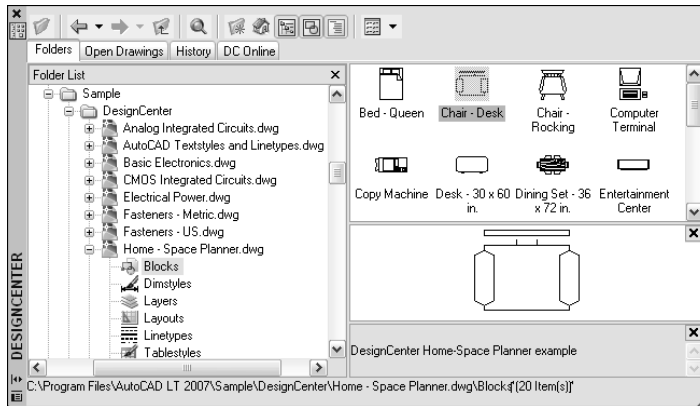 Folders
Open Drawings
History
DC Online
Folder List
Sample
DesignCenter
Analog Integrated Circuits.dwg
AutoCAD Textstyles and Linetypes.dwg
Basic Electronics.dwg
CMOS Integrated Circuits.dwg
Electrical Power.dwg
Fasteners - Metric.dwg
Fasteners - US.dwg
Home - Space Planner.dwg
Blocks
Dimstyles
Layers
Layouts
Linetypes
Tablestyles
Bed - Queen
Chair - Desk
Chair -
Rocking
Computer
Terminal
Copy Machine
Desk - 30 x 60
in.
Dining Set - 36
x 72 in.
Entertainment
Center
DesignCenter Home-Space Planner example
DESIGNCENTER
C:\Program Files\AutoCAD LT 2007\Sample\DesignCenter\Home - Space Planner.dwg\Blocks (20 Item(s))